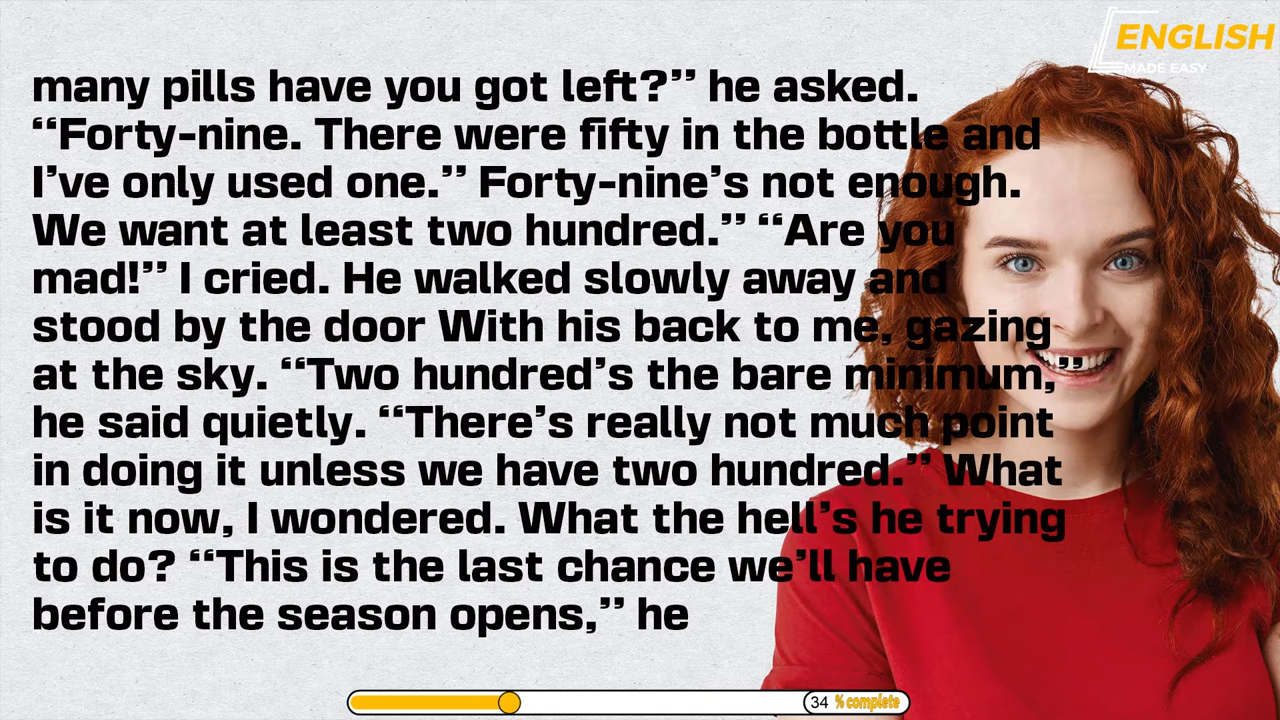 ENGLISH
MADE EASY
many pills have you got left?” he asked.
“Forty-nine. There were fifty in the bottle and
I’ve only used one.” Forty-nine’s not enough.
We want at least two hundred.” “Are you
mad!” I cried. He walked slowly away and
stood by the door With his back to me, gazing
at the sky. “Two hundred’s the bare minimum,”
he said quietly. “There’s really not much point
in doing it unless we have two hundred.” What
is it now, I wondered. What the hell’s he trying
to do? “This is the last chance we’ll have
before the season opens,” he
34 % complete